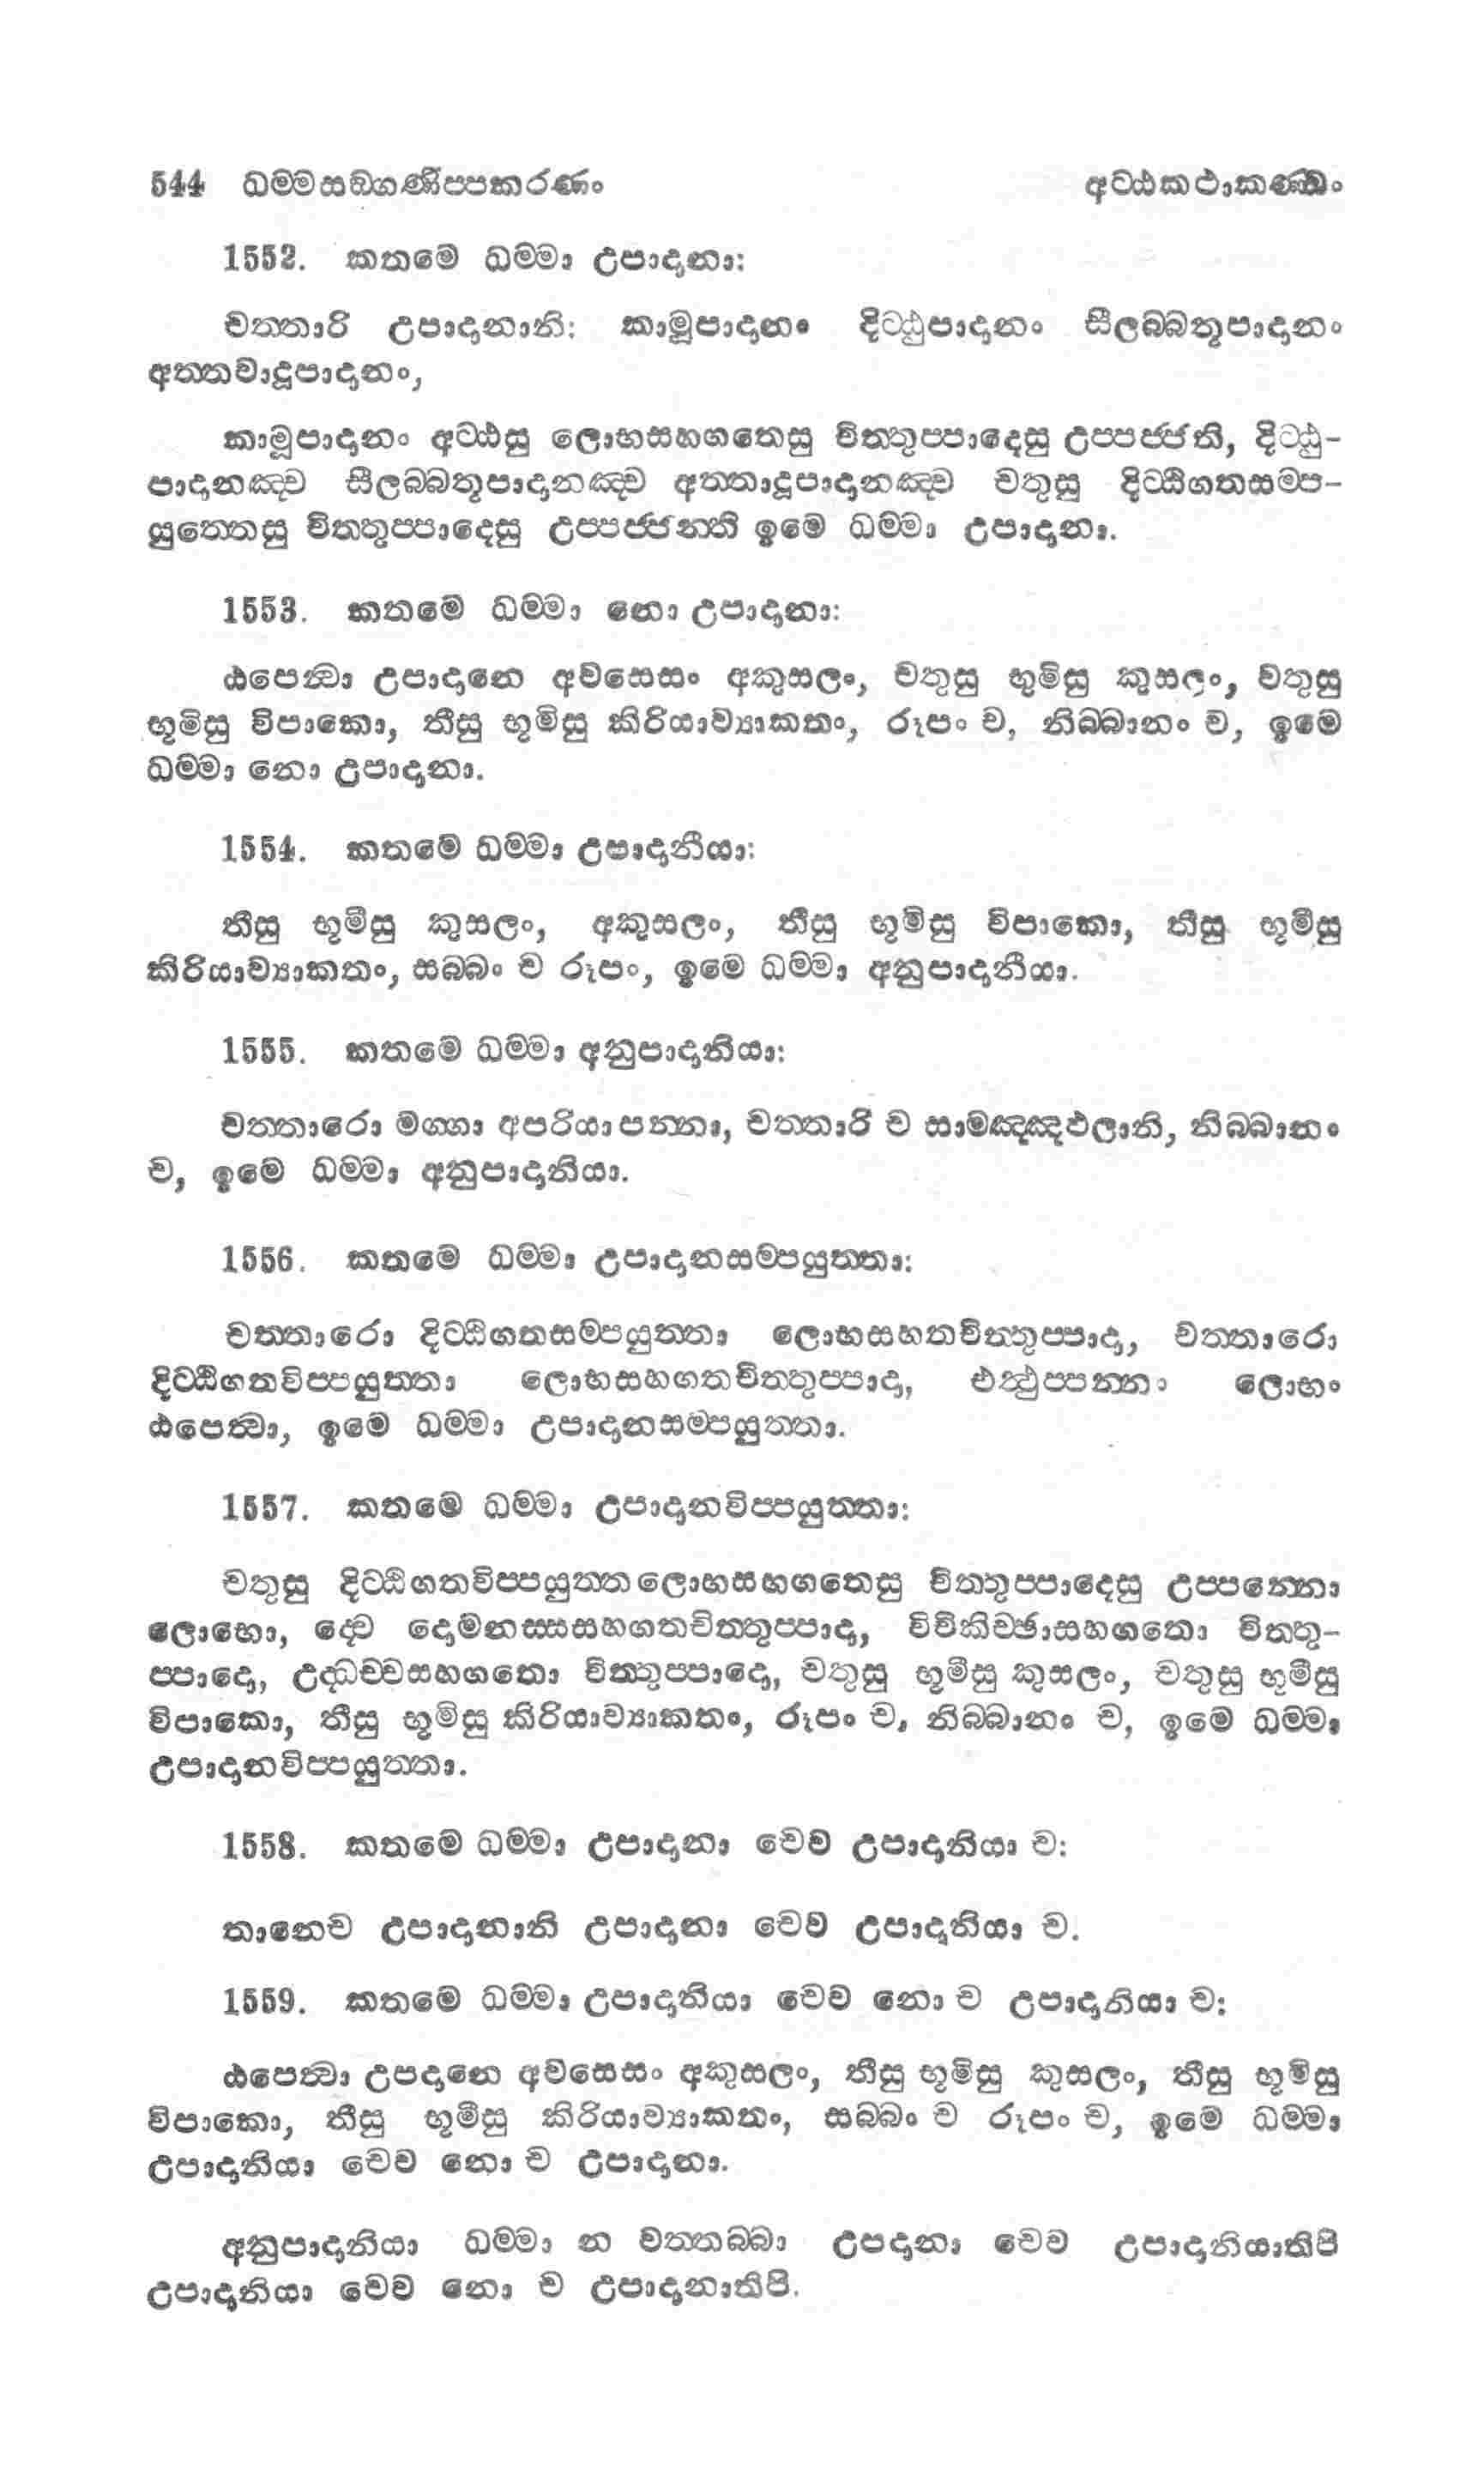 544 ධම්මසඞ්ගණිප්පකරණං අට්ඨකථාකණ්ඩං
1552. කතමෙ ධම්මා උපාදානා:
චත්තාරි උපාදානානි: කාමූපාදානං දිට්ඨුපාදානං සීලබ්බතූපාදානං
අත්තවාදූපාදානං,
කාමූපාදානං අට්ඨසු ලොභසහගතෙසු චිත්තුප්පාදෙසු උප්පජ්ජති, දිට්ඨු-
පාදානඤ්ච සීලබ්බතූපාදානඤ්ච අත්තාදූපාදානඤ්ච චතුසු දිට්ඨිගතසම්ප-
යුත්තෙසු චිත්තුප්පාදෙසු උප්පජ්ජන්ති ඉමෙ ධම්මා උපාදානා.
1553. කතමෙ ධම්මා නො උපාදානා:
ඨපෙත්වා උපාදානෙ අවසෙසං අකුසලං, චතුසු භූමිසු කුසලං, චතුසු
භූමිසු විපාකො, තීසු භූමිසු කිරියාව්‍යාකතං, රූපං ච, නිබ්බානං ච, ඉමෙ
ධම්මා නො උපාදානා.
1554. කතමෙ ධම්මා උපාදානීයා:
තීසු භූමීසු කුසලං, අකුසලං, තීසු භූමිසු විපාකො, තීසු භූමීසු
කිරියාව්‍යාකතං, සබ්බං ච රූපං, ඉමෙ ධම්මා අනුපාදානීයා.
1555. කතමෙ ධම්මා අනුපාදානියා:
චත්තාරො මග්ගා අපරියාපන්නා, චත්තාරි ච සාමඤ්ඤඵලානි, නිබ්බානං
ච, ඉමෙ ධම්මා අනුපාදානියා.
1556. කතමෙ ධම්මා උපාදානසම්පයුත්තා:
චත්තාරො දිට්ඨිගතසම්පයුත්තා ලොභසහතචිත්තුප්පාදා, චත්තාරො
දිට්ඨිගතවිප්පයුත්තා ලොභසහගතචිත්තුප්පාදා, එත්ථුප්පන්නං ලොභං
ඨපෙත්වා, ඉමෙ ධම්මා උපාදානසම්පයුත්තා.
1557. කතමෙ ධම්මා උපාදානවිප්පයුත්තා:
චතුසු දිට්ඨිගතවිප්පයුත්තලොභසහගතෙසු චිත්තුප්පාදෙසු උප්පන්නො
ලොභො, ද්වෙ දොමනස්සසහගතචිත්තුප්පාදා, විචිකිච්ඡාසහගතො චිත්තු-
ප්පාදො, උද්ධච්චසහගතො චිත්තුප්පාදො, චතුසු භූමීසු කුසලං, චතුසු භූමීසු
විපාකො, තීසු භූමිසු කිරියාව්‍යාකතං, රූපං ච, නිබ්බානං ච, ඉමෙ ධම්මා
උපාදානවිප්පයුත්තා.
1558. කතමෙ ධම්මා උපාදානා චෙව උපාදානියා ච:
තානෙච උපාදානානි උපාදානා චෙව උපාදානියා ච.
1559. කතමෙ ධම්මා උපාදානියා චෙව නො ච උපාදානියා ච:
ඨපෙත්වා උපදානෙ අවසෙසං අකුසලං, තීසු භූමිසු කුසලං, තීසු භූමිසු
විපාකො, තීසු භූමීසු කිරියාව්‍යාකතං, සබ්බං ච රූපං ච, ඉමෙ ධම්මා
උපාදානියා චෙව නො ච උපාදානා.
අනුපාදානියා ධම්මා න වත්තබ්බා උපදානා චෙව උපාදානියාතිපි
උපාදානියා චෙව නො ච උපාදානාතිපි.